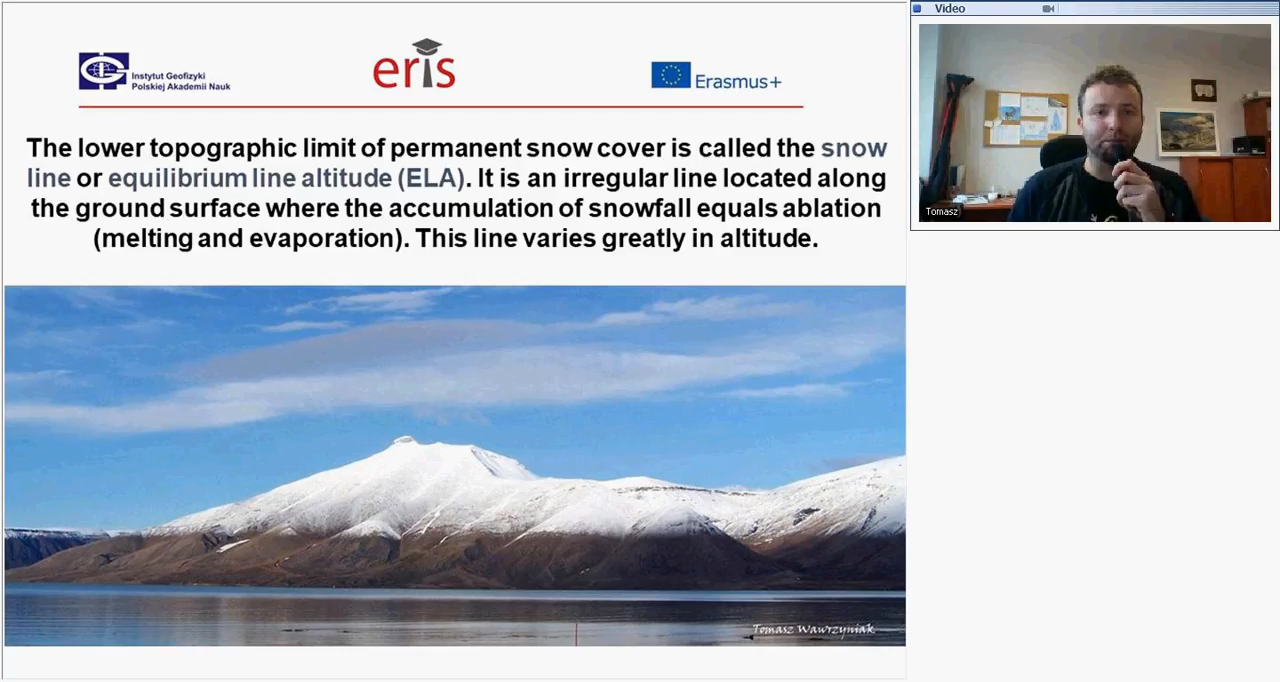 Instytut Geofizyki
Polskiej Akademii Nauk
eris
Erasmus+
The lower topographic limit of permanent snow cover is called the snow
line or equilibrium line altitude (ELA). It is an irregular line located along
the ground surface where the accumulation of snowfall equals ablation
(melting and evaporation). This line varies greatly in altitude.
Tomasz Wawrzyniak
Video
Tomasz